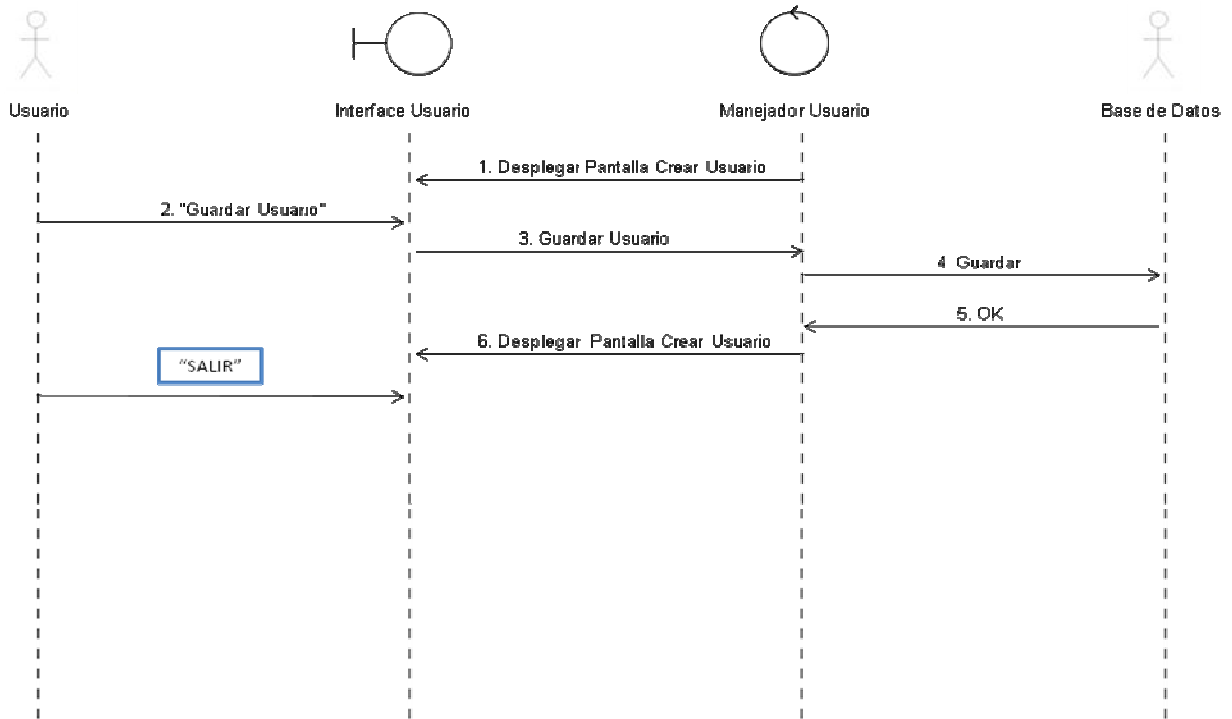 Usuario
Interface Usuario
Manejador Usuario
Base de Datos
1. Desplegar Pantalla Crear Usuario
2. "Guardar Usuario"
3. Guardar Usuario
4 Guardar
5. OK
6. Desplegar Pantalla Crear Usuario
"SALIR"